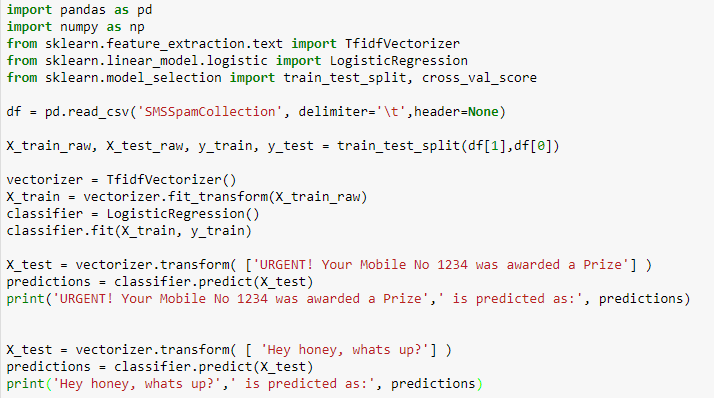 import pandas as pd
import numpy as np
from sklearn.feature_extraction.text import TfidfVectorizer
from sklearn.linear_model.logistic import LogisticRegression
from sklearn.model_selection import train_test_split, cross_val_score
df = pd.read_csv('SMSSpamCollection', delimiter='\t',header=None)
X_train_raw, X_test_raw, y_train, y_test = train_test_split(df[1],df[0])
vectorizer = TfidfVectorizer()
X_train = vectorizer.fit_transform(X_train_raw)
classifier = LogisticRegression()
classifier.fit(X_train, y_train)
X_test = vectorizer.transform( ['URGENT! Your Mobile No 1234 was awarded a Prize'] )
predictions = classifier.predict(X_test)
print('URGENT! Your Mobile No 1234 was awarded a Prize',' is predicted as:', predictions)
X_test = vectorizer.transform( [ 'Hey honey, whats up?'] )
predictions = classifier.predict(X_test)
print('Hey honey, whats up?',' is predicted as:', predictions)